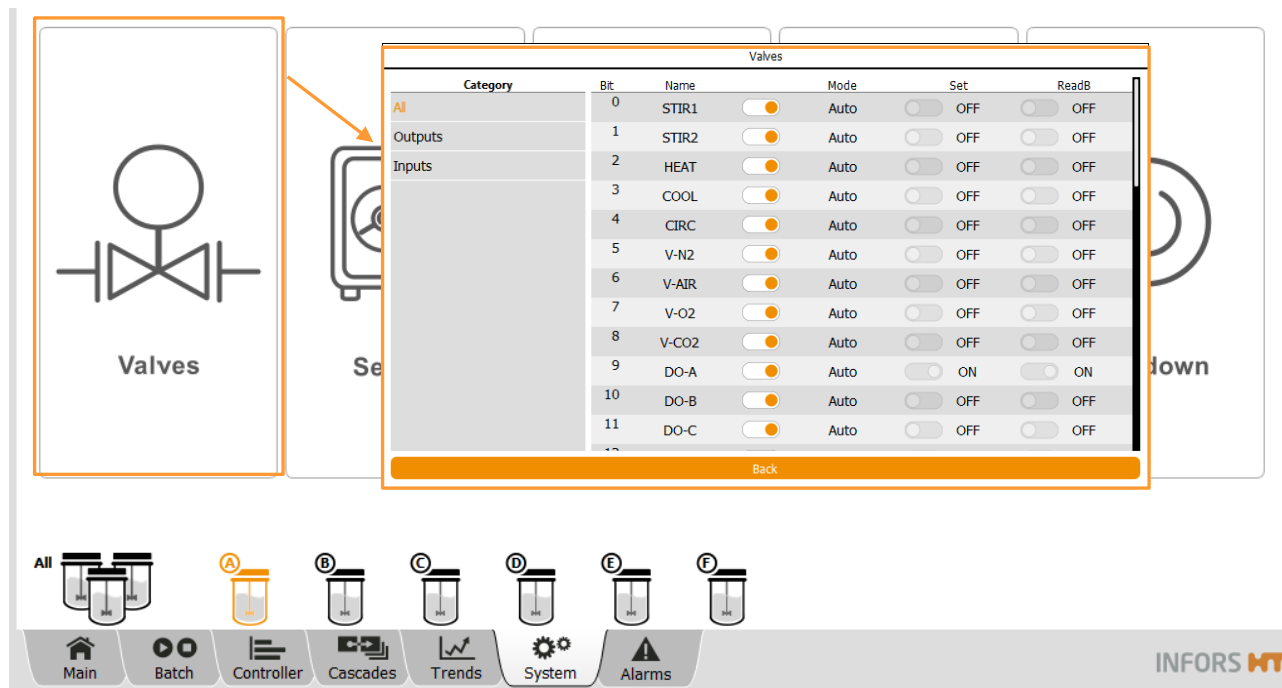 Valves
Category Bit Name Mode Set ReadB
All 0 STIR1 Auto OFF OFF
Outputs 1 STIR2 Auto OFF OFF
Inputs 2 HEAT Auto OFF OFF
3 COOL Auto OFF OFF
4 CIRC Auto OFF OFF
5 V-N2 Auto OFF OFF
6 V-AIR Auto OFF OFF
7 V-O2 Auto OFF OFF
8 V-CO2 Auto OFF OFF
9 DO-A Auto ON ON
10 DO-B Auto OFF OFF
11 DO-C Auto OFF OFF
Back
Valves Se down
All A B C D E F
Main Batch Controller Cascades Trends System Alarms
INFORS HT